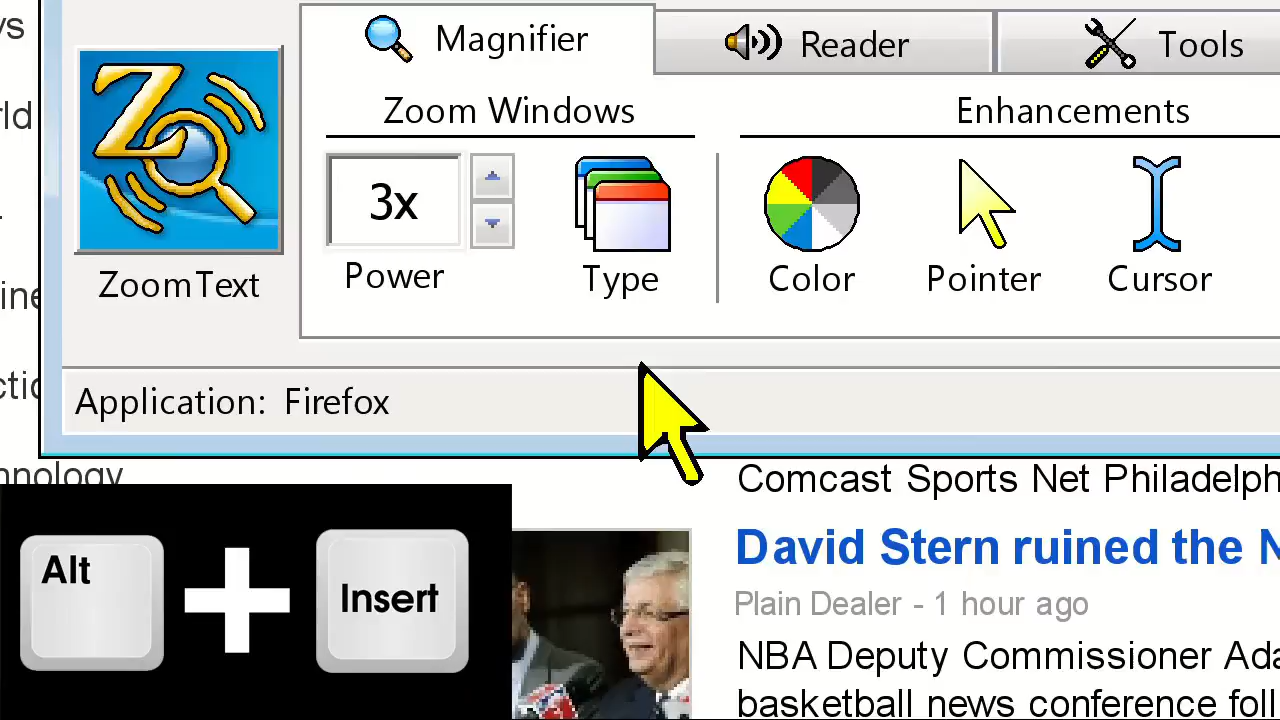 Magnifier
Reader
Tools
Zoom Windows
Enhancements
3x
ZoomText
Power
Type
Color
Pointer
Cursor
Application: Firefox
Comcast Sports Net Philadelph
David Stern ruined the N
Plain Dealer - 1 hour ago
NBA Deputy Commissioner Ada
basketball news conference foll
Alt
+
Insert